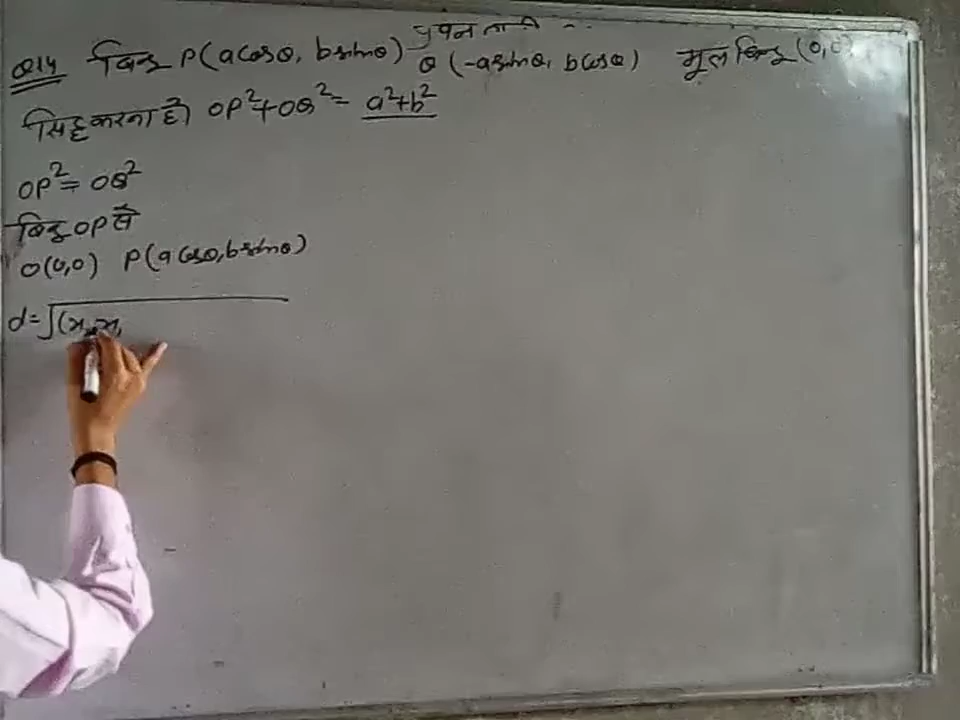 Q14 बिन्दु P(acosθ, bsinθ) Q(-asinθ, bcosθ) मूल बिन्दु (0,0)
सिद्ध करना है। OP²+OQ²= a²+b²
OP²=OQ²
बिन्दु OP से
O(0,0) P(acosθ, bsinθ)
d=√(x₂-x₁